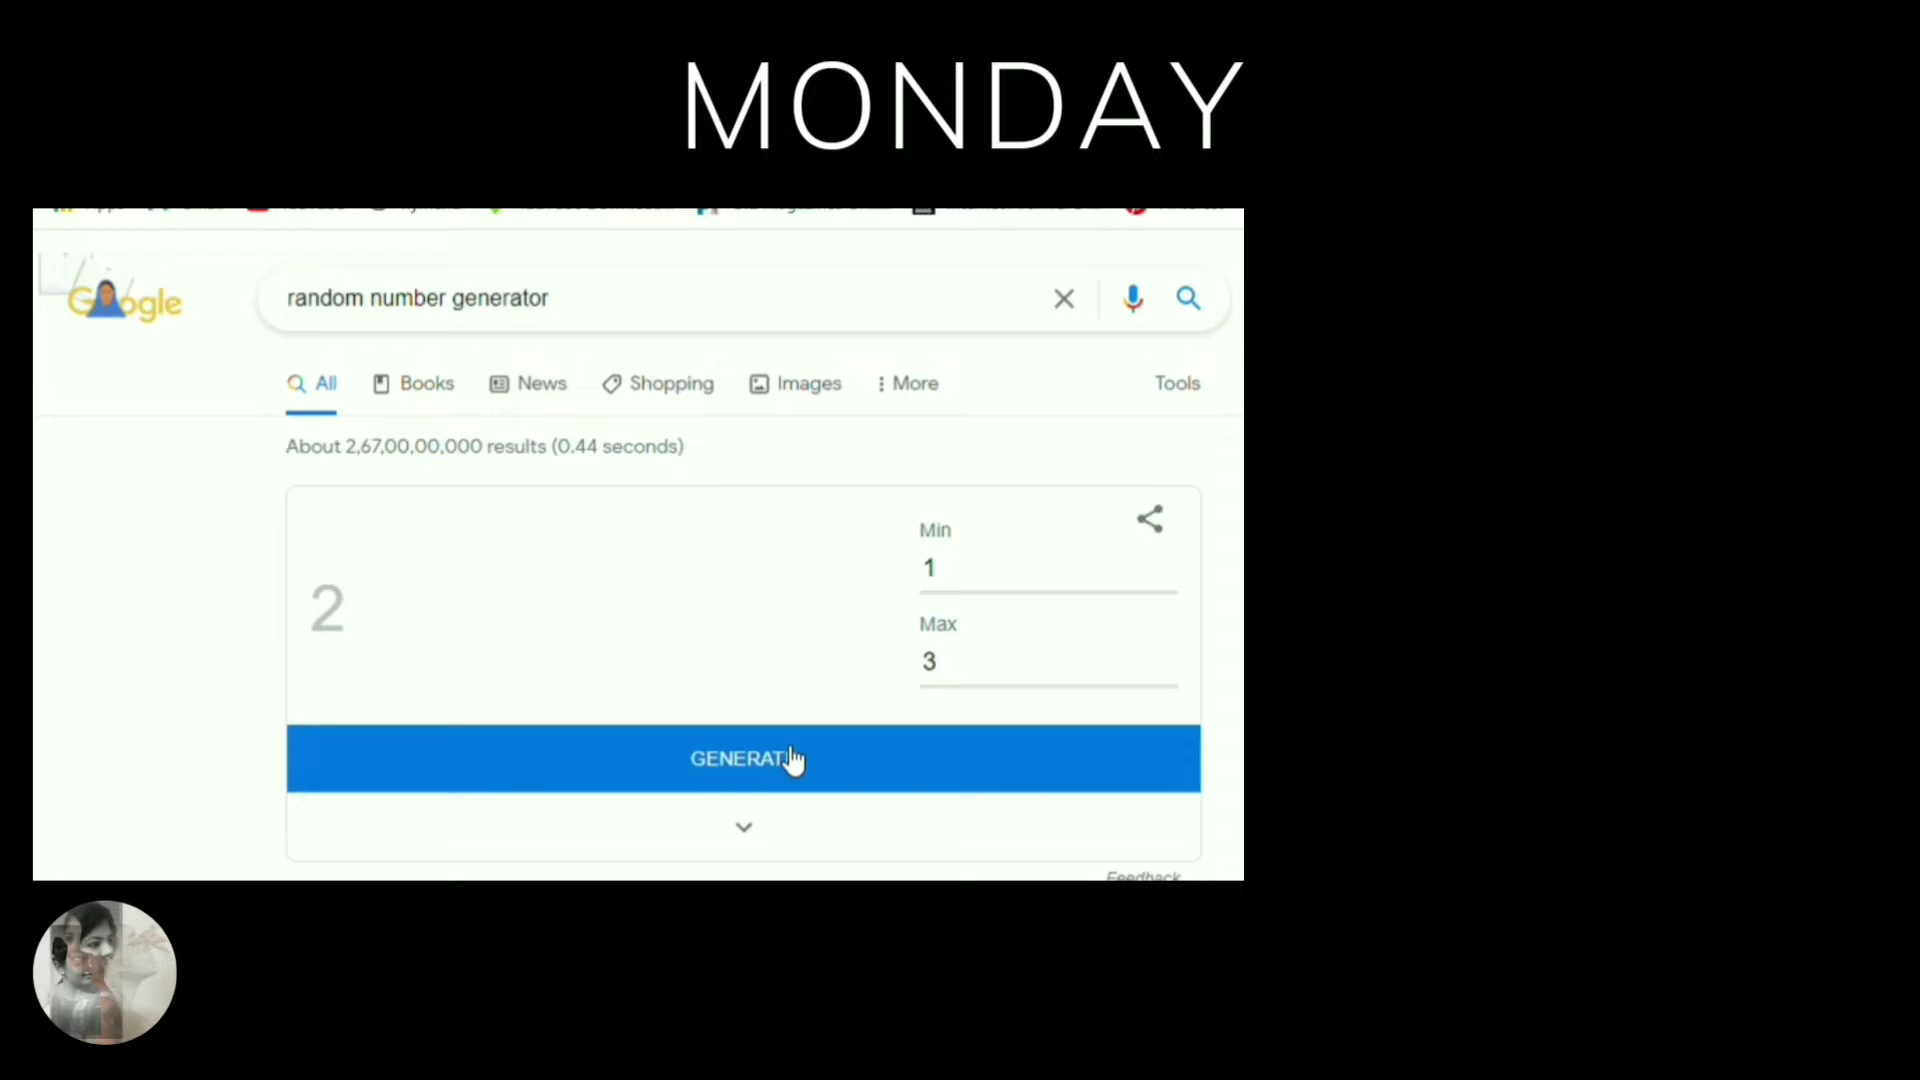 MONDAY
Google
random number generator
All Books News Shopping Images More Tools
About 2,67,00,00,000 results (0.44 seconds)
Min
1
2
Max
3
GENERAT
Feedback